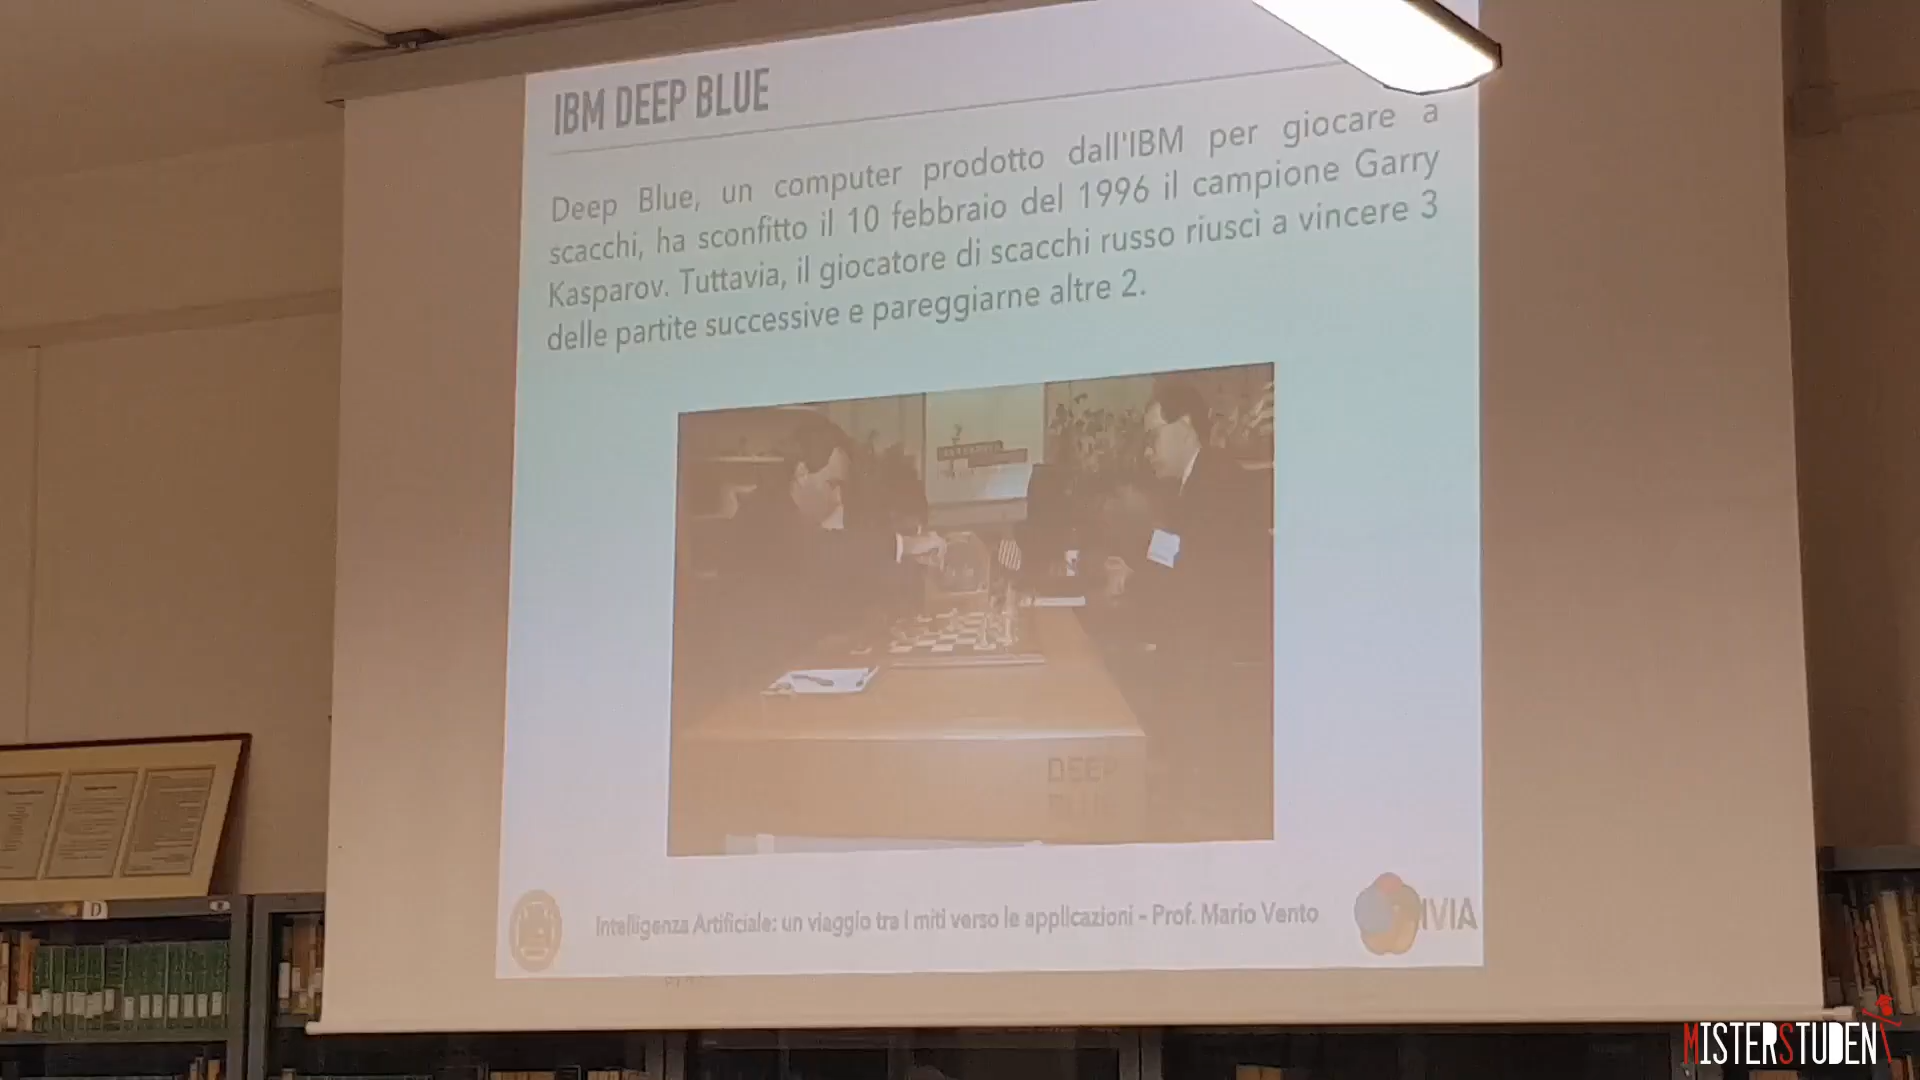 IBM DEEP BLUE
Deep Blue, un computer prodotto dall'IBM per giocare a
scacchi, ha sconfitto il 10 febbraio del 1996 il campione Garry
Kasparov. Tuttavia, il giocatore di scacchi russo riuscì a vincere 3
delle partite successive e pareggiarne altre 2.
DEEP
BLUE
Intelligenza Artificiale: un viaggio tra i miti verso le applicazioni - Prof. Mario Vento
MIVIA
D
MISTERSTUDENT